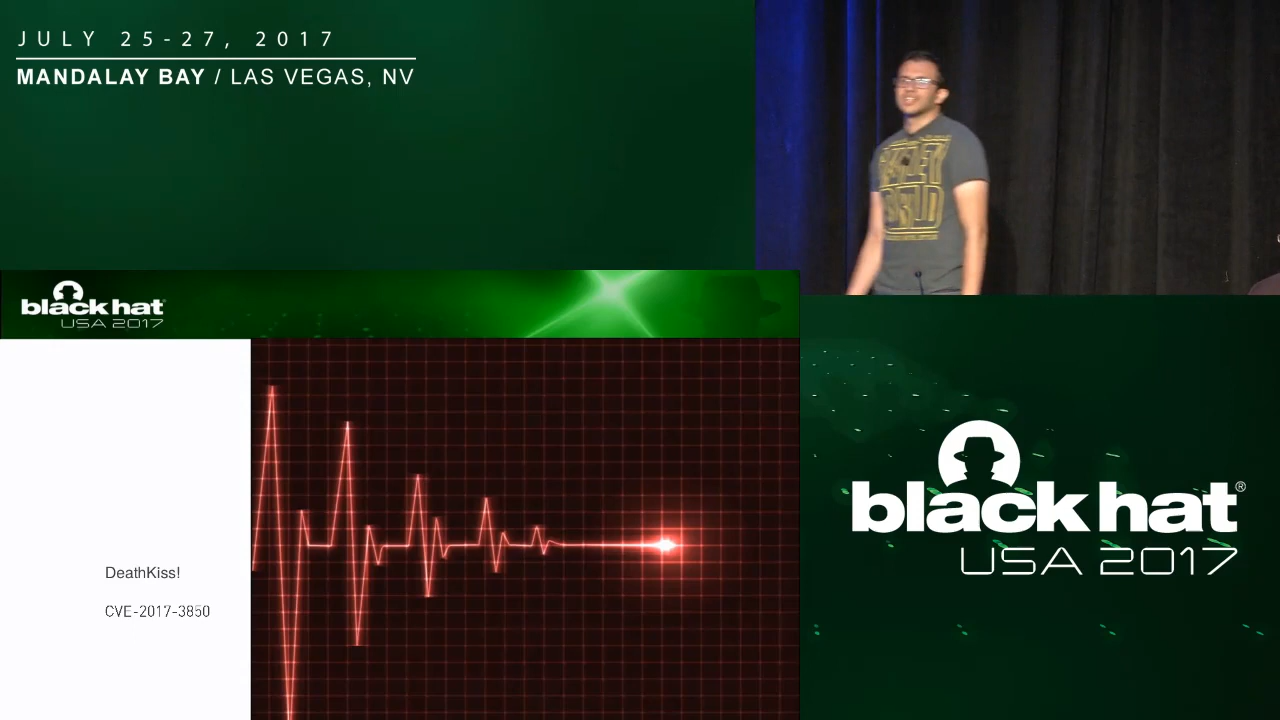 JULY 25-27, 2017
MANDALAY BAY / LAS VEGAS, NV
black hat
USA 2017
DeathKiss!
CVE-2017-3850
black hat®
USA 2017